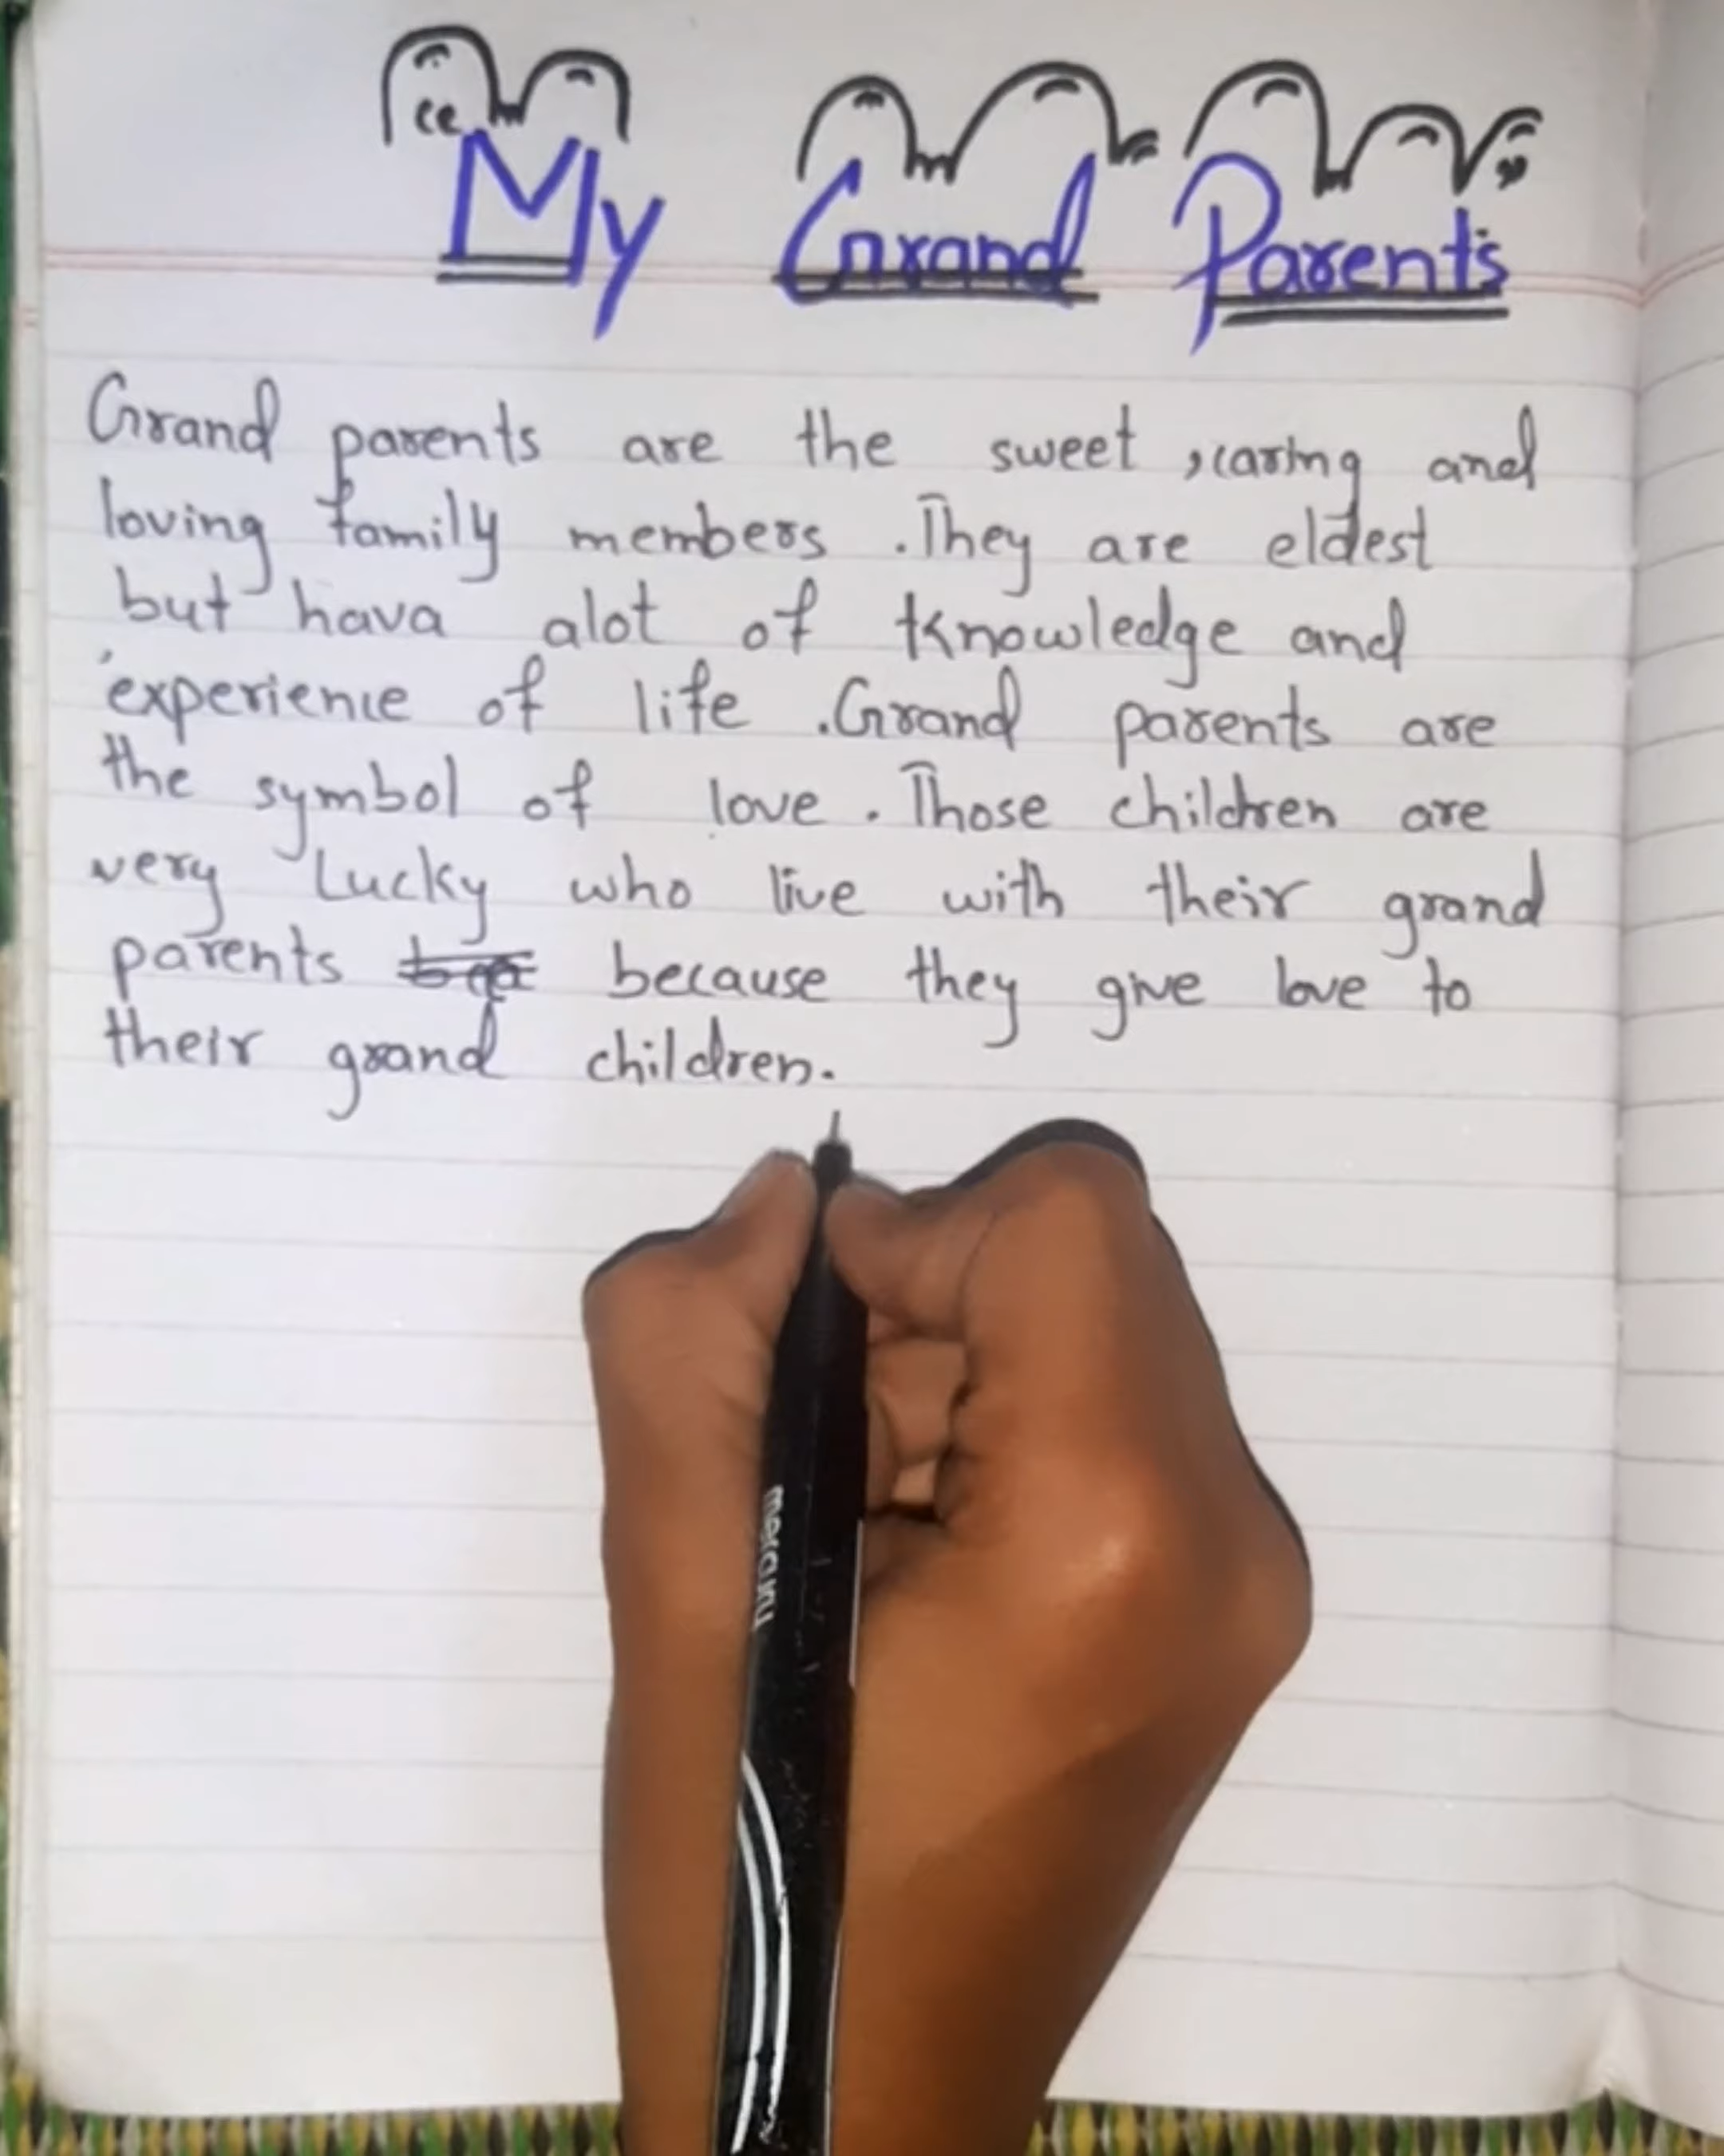 My Grand Parents
Grand parents are the sweet , caring and
loving family members . They are eldest
but hava alot of Knowledge and
experience of life . Grand parents are
the symbol of love . Those children are
very Lucky who live with their grand
parents because they give love to
their grand children.
mercury